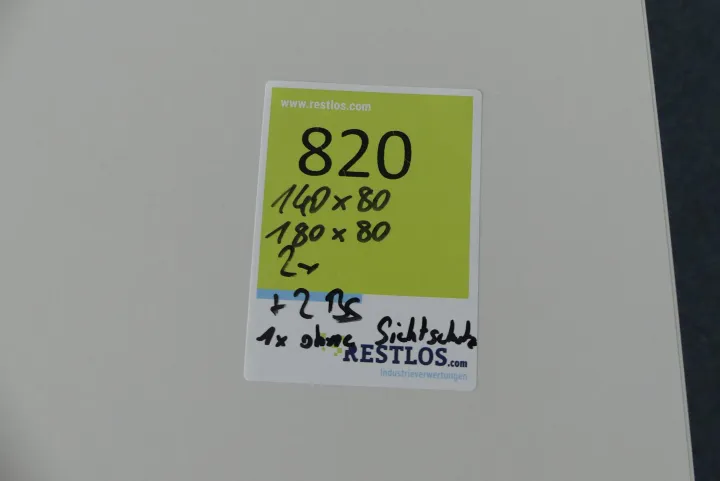 www.restlos.com
820
140 x 80
180 x 80
2x
+ 2 Bs
1x ohne Sichtschutz
RESTLOS.com
industrieverwertungen